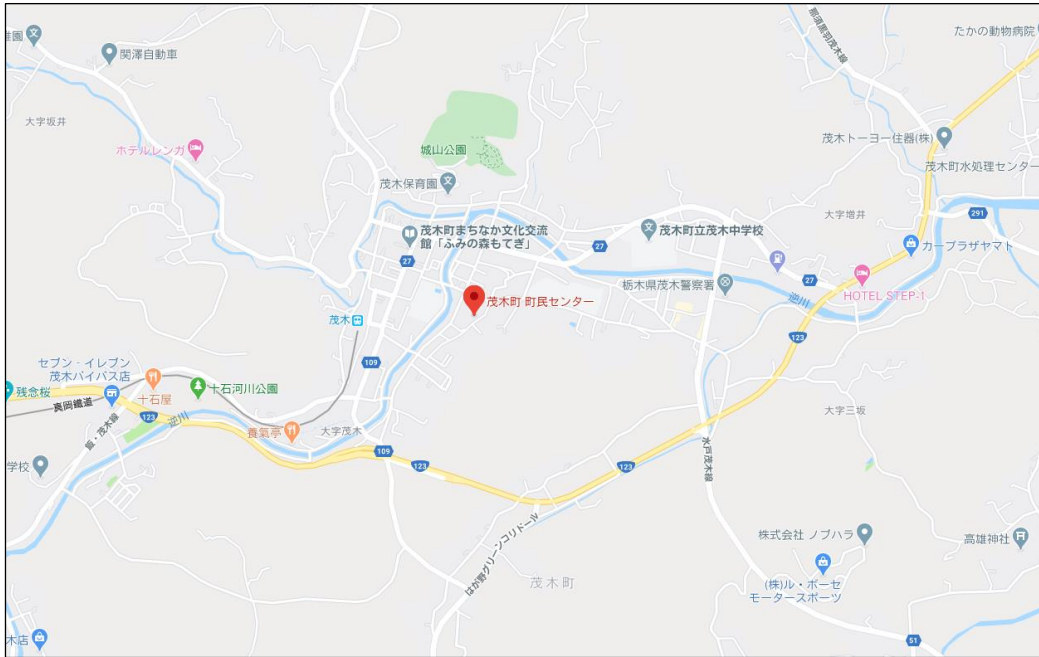 稚園
関澤自動車
那須黒羽茂木線
たかの動物病院
大字坂井
ホテルレンガ
城山公園
茂木保育園
茂木トーヨー住器(株)
茂木町水処理センター
291
大字増井
茂木町まちなか文化交流
館「ふみの森もてぎ」
茂木町立茂木中学校
カープラザヤマト
27
27
27
栃木県茂木警察署
HOTEL STEP-1
逆川
茂木町 町民センター
茂木
123
109
セブン‐イレブン
茂木バイパス店
残念桜
十石屋
十石河川公園
真岡鐵道
123
逆川
養氣亭
大字茂木
大字三坂
学校
109
123
123
水戸茂木線
はが野グリーンコリドール
茂木町
株式会社 ノブハラ
高雄神社
(株)ル・ボーセ
モータースポーツ
木店
51